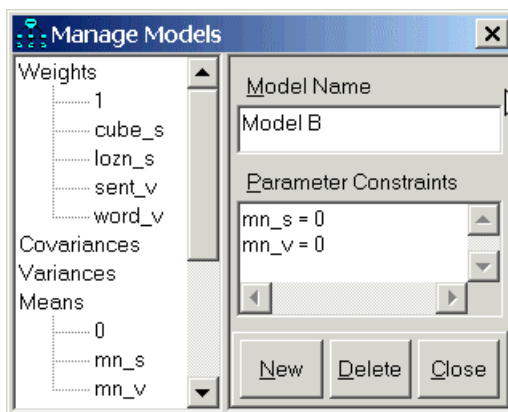 Manage Models
Weights
1
cube_s
lozn_s
sent_v
word_v
Covariances
Variances
Means
0
mn_s
mn_v
Model Name
Model B
Parameter Constraints
mn_s = 0
mn_v = 0
New
Delete
Close